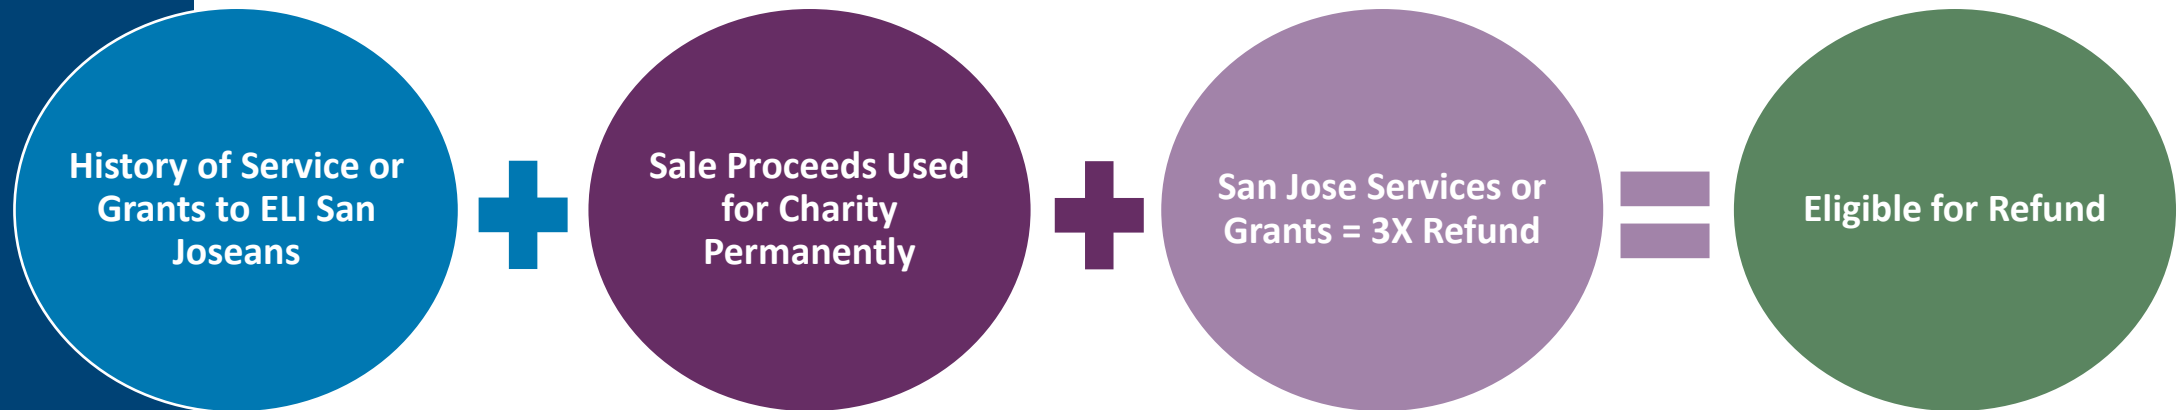 History of Service or
Grants to ELI San
Joseans
Sale Proceeds Used
for Charity
Permanently
San Jose Services or
Grants = 3X Refund
Eligible for Refund